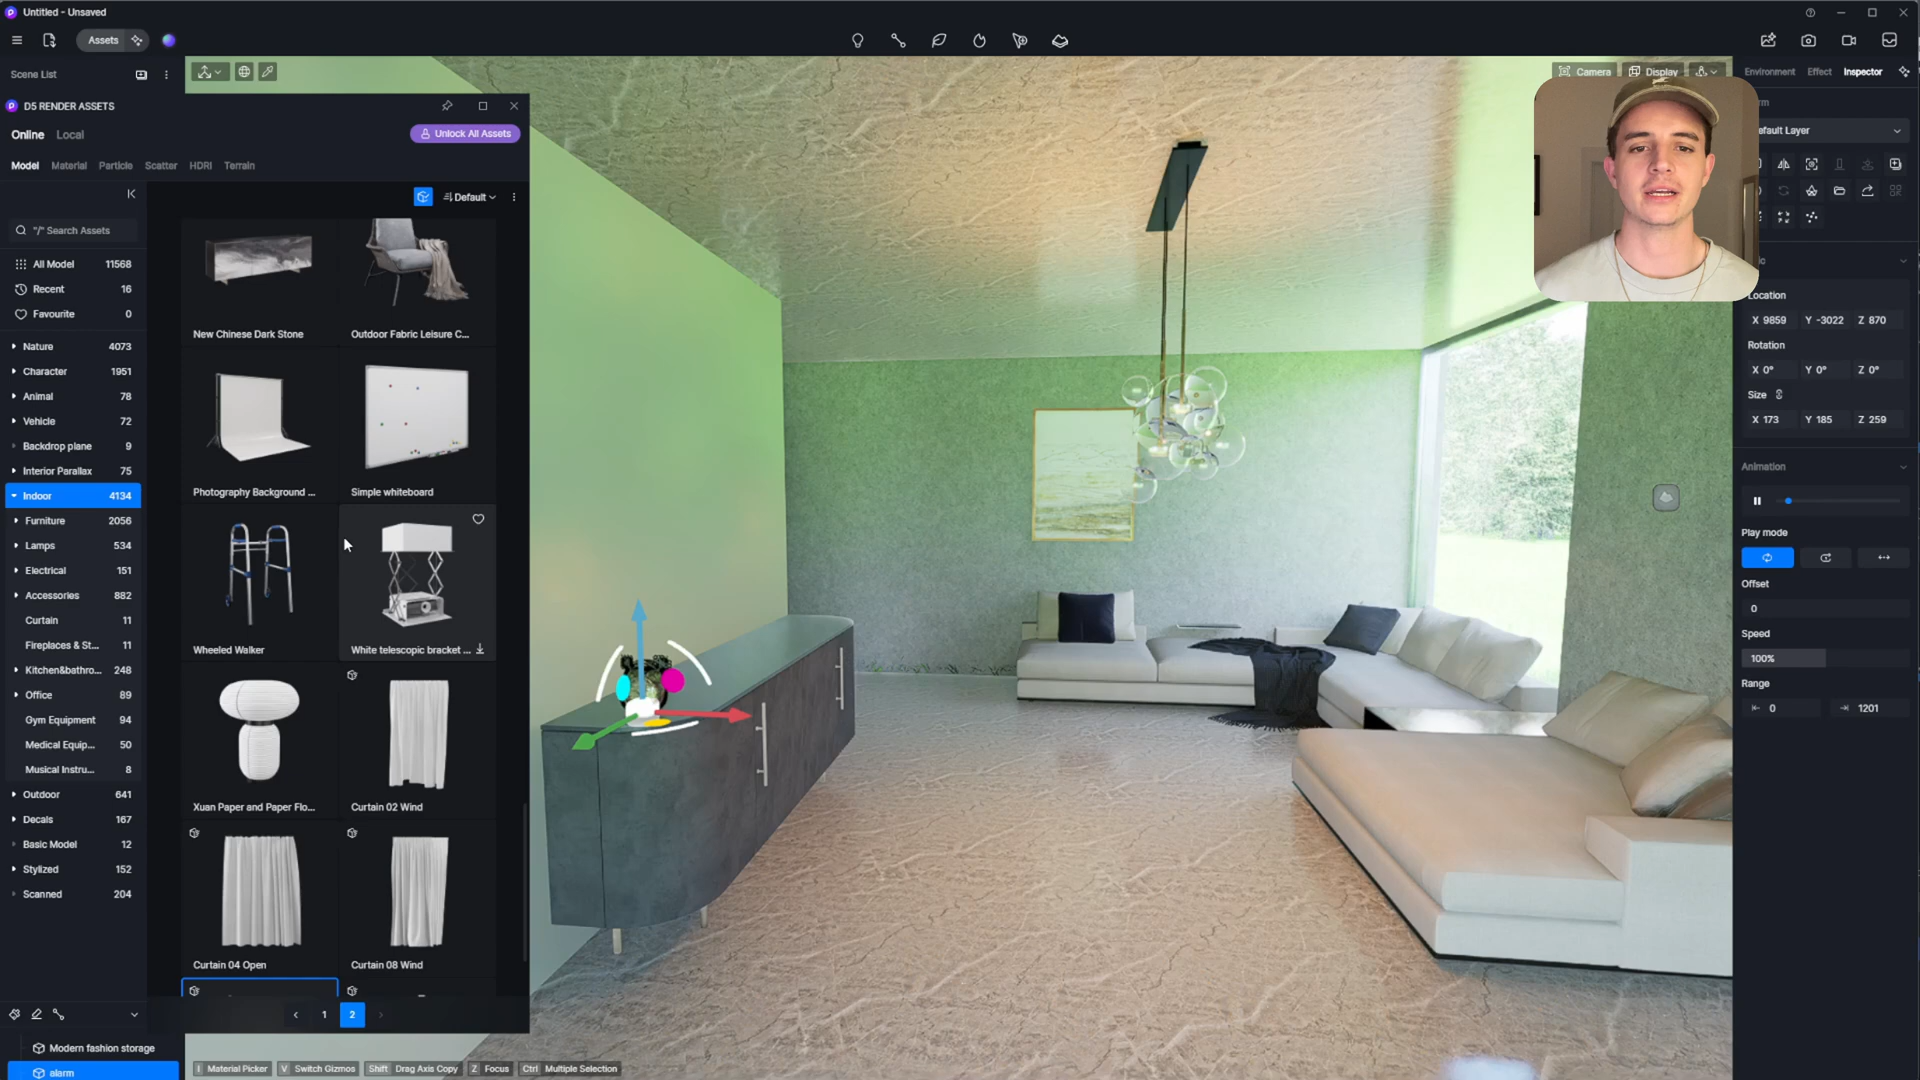 Untitled - Unsaved
Assets
Scene List
Camera
Display
Environment
Effect
Inspector
D5 RENDER ASSETS
Online
Local
Unlock All Assets
Model
Material
Particle
Scatter
HDRI
Terrain
Default
"/" Search Assets
All Model 11568
Recent 16
Favourite 0
Nature 4073
Character 1951
Animal 78
Vehicle 72
Backdrop plane 9
Interior Parallax 75
Indoor 4134
Furniture 2056
Lamps 534
Electrical 151
Accessories 882
Curtain 11
Fireplaces & St... 11
Kitchen&bathro... 248
Office 89
Gym Equipment 94
Medical Equip... 50
Musical Instru... 8
Outdoor 641
Decals 167
Basic Model 12
Stylized 152
Scanned 204
New Chinese Dark Stone
Outdoor Fabric Leisure C...
Photography Background ...
Simple whiteboard
Wheeled Walker
White telescopic bracket ...
Xuan Paper and Paper Flo...
Curtain 02 Wind
Curtain 04 Open
Curtain 08 Wind
1
2
Modern fashion storage
alarm
I Material Picker
V Switch Gizmos
Shift Drag Axis Copy
Z Focus
Ctrl Multiple Selection
efault Layer
Location
X 9859 Y -3022 Z 870
Rotation
X 0° Y 0° Z 0°
Size
X 173 Y 185 Z 259
Animation
Play mode
Offset
0
Speed
100%
Range
0
1201